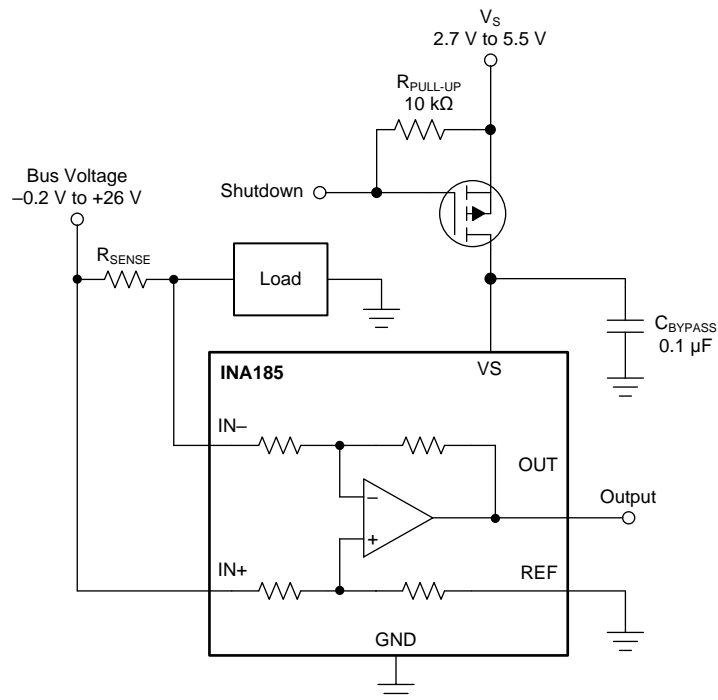 V_S
2.7 V to 5.5 V
R_PULL-UP
10 kΩ
Bus Voltage
–0.2 V to +26 V
Shutdown
R_SENSE
Load
C_BYPASS
0.1 µF
INA185
VS
IN–
OUT
–
Output
+
IN+
REF
GND